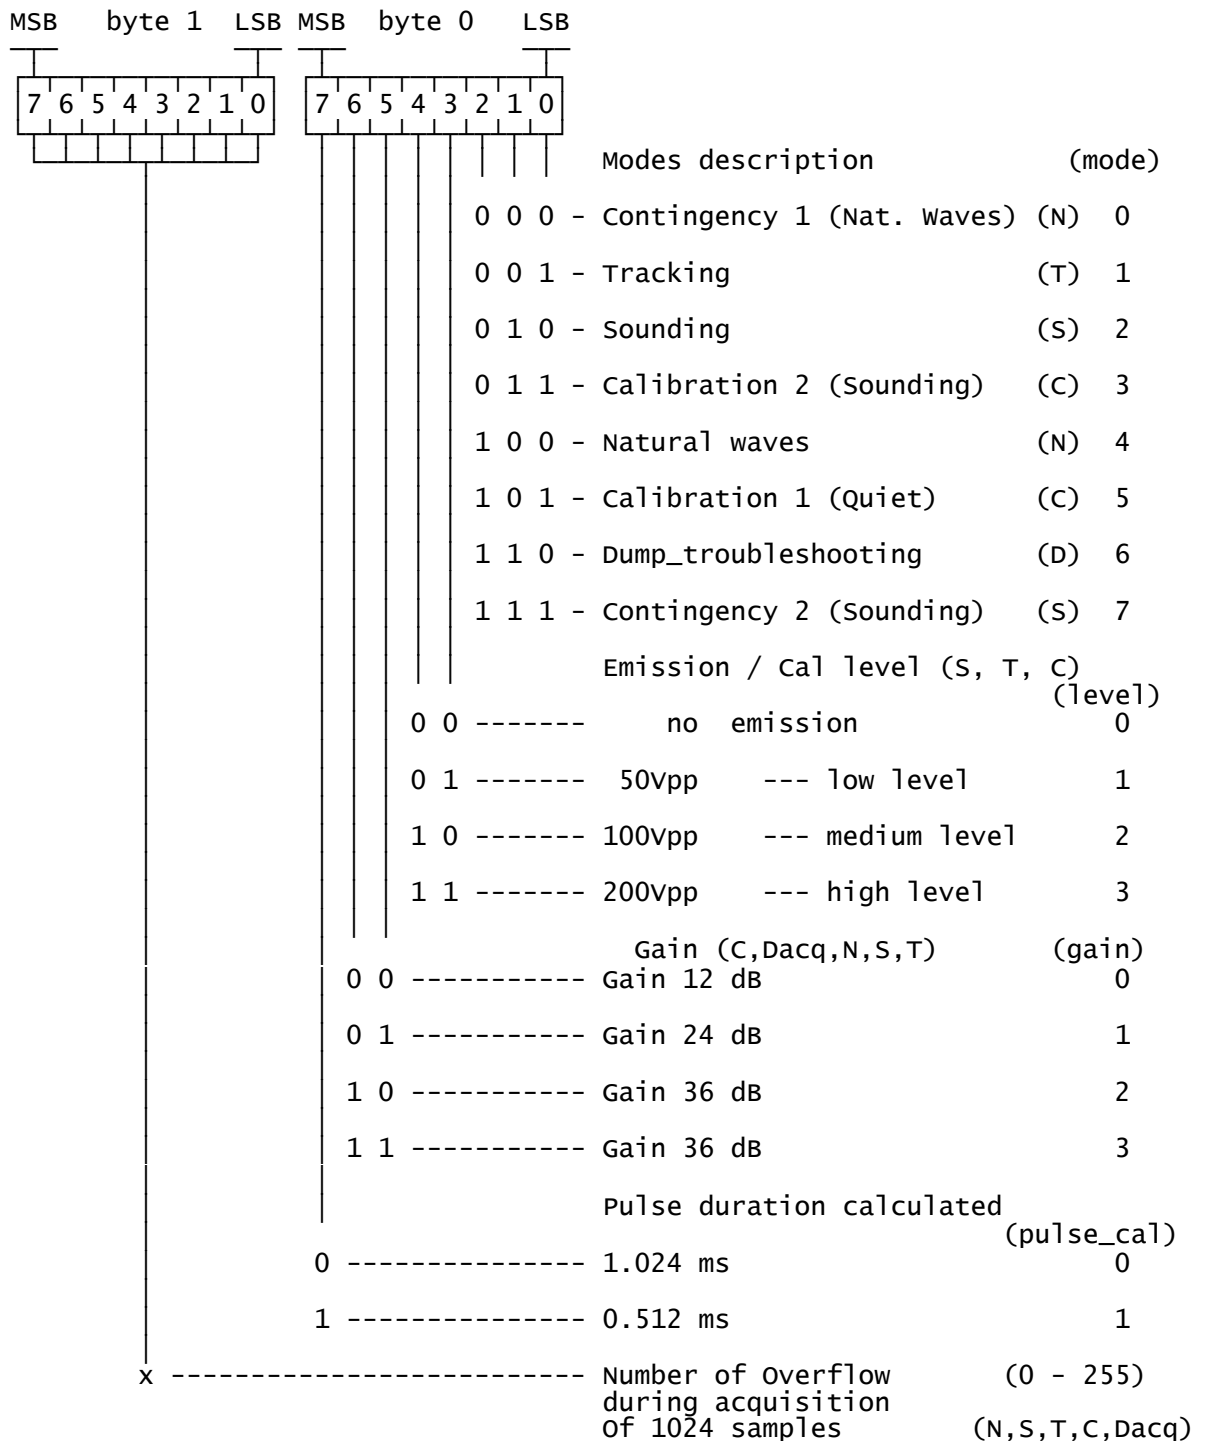 MSB byte 1 LSB MSB byte 0 LSB
7 6 5 4 3 2 1 0 7 6 5 4 3 2 1 0
Modes description (mode)
0 0 0 - Contingency 1 (Nat. Waves) (N) 0
0 0 1 - Tracking (T) 1
0 1 0 - Sounding (S) 2
0 1 1 - Calibration 2 (Sounding) (C) 3
1 0 0 - Natural waves (N) 4
1 0 1 - Calibration 1 (Quiet) (C) 5
1 1 0 - Dump_troubleshooting (D) 6
1 1 1 - Contingency 2 (Sounding) (S) 7
Emission / Cal level (S, T, C)
(level)
0 0 ------- no emission 0
0 1 ------- 50Vpp --- low level 1
1 0 ------- 100Vpp --- medium level 2
1 1 ------- 200Vpp --- high level 3
Gain (C,Dacq,N,S,T) (gain)
0 0 ----------- Gain 12 dB 0
0 1 ----------- Gain 24 dB 1
1 0 ----------- Gain 36 dB 2
1 1 ----------- Gain 36 dB 3
Pulse duration calculated
(pulse_cal)
0 --------------- 1.024 ms 0
1 --------------- 0.512 ms 1
x -------------------------- Number of Overflow (0 - 255)
during acquisition
Of 1024 samples (N,S,T,C,Dacq)